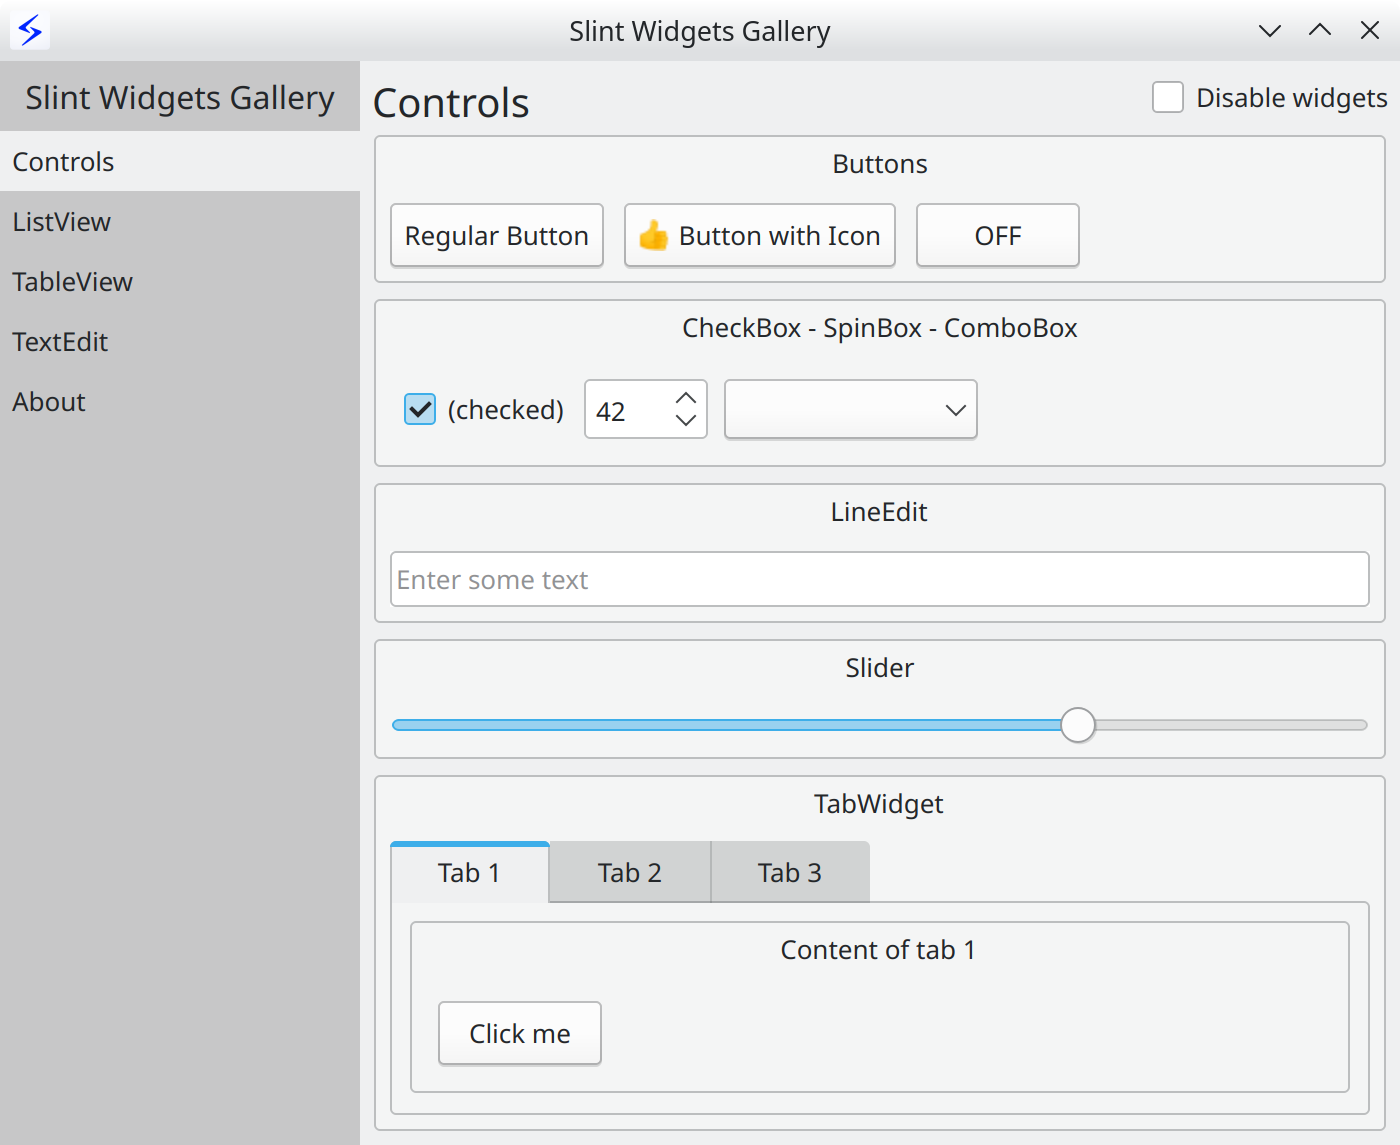 Slint Widgets Gallery
Slint Widgets Gallery
Controls
ListView
TableView
TextEdit
About
Controls
Disable widgets
Buttons
Regular Button
Button with Icon
OFF
CheckBox - SpinBox - ComboBox
(checked)
42
LineEdit
Enter some text
Slider
TabWidget
Tab 1
Tab 2
Tab 3
Content of tab 1
Click me